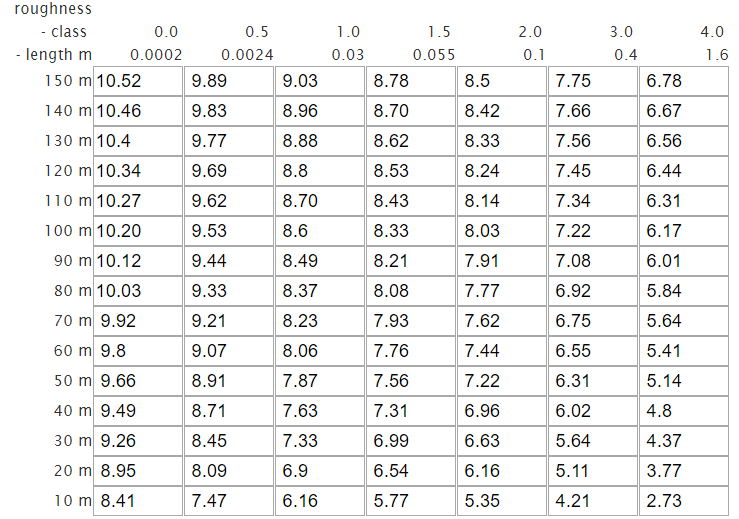 roughness
- class 0.0 0.5 1.0 1.5 2.0 3.0 4.0
- length m 0.0002 0.0024 0.03 0.055 0.1 0.4 1.6
150 m 10.52 9.89 9.03 8.78 8.5 7.75 6.78
140 m 10.46 9.83 8.96 8.70 8.42 7.66 6.67
130 m 10.4 9.77 8.88 8.62 8.33 7.56 6.56
120 m 10.34 9.69 8.8 8.53 8.24 7.45 6.44
110 m 10.27 9.62 8.70 8.43 8.14 7.34 6.31
100 m 10.20 9.53 8.6 8.33 8.03 7.22 6.17
90 m 10.12 9.44 8.49 8.21 7.91 7.08 6.01
80 m 10.03 9.33 8.37 8.08 7.77 6.92 5.84
70 m 9.92 9.21 8.23 7.93 7.62 6.75 5.64
60 m 9.8 9.07 8.06 7.76 7.44 6.55 5.41
50 m 9.66 8.91 7.87 7.56 7.22 6.31 5.14
40 m 9.49 8.71 7.63 7.31 6.96 6.02 4.8
30 m 9.26 8.45 7.33 6.99 6.63 5.64 4.37
20 m 8.95 8.09 6.9 6.54 6.16 5.11 3.77
10 m 8.41 7.47 6.16 5.77 5.35 4.21 2.73